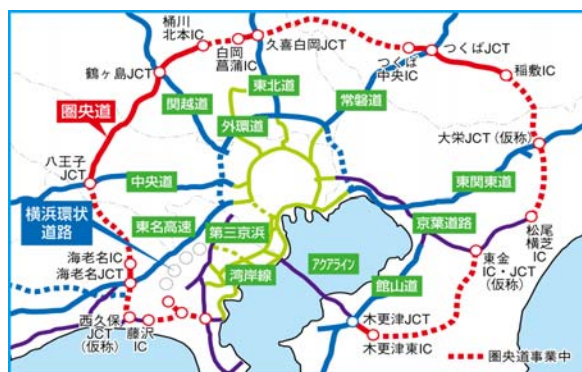 桶川
北本IC
白岡
菖蒲IC
久喜白岡JCT
つくばJCT
つくば
中央IC
稲敷IC
鶴ヶ島JCT
関越道
東北道
常磐道
圏央道
外環道
大栄JCT(仮称)
八王子
JCT
中央道
東関東道
横浜環状
道路
東名高速
第三京浜
京葉道路
松尾
横芝
IC
海老名IC
海老名JCT
湾岸線
アクアライン
館山道
東金
IC・JCT
(仮称)
西久保
JCT
(仮称)
藤沢
IC
木更津JCT
木更津東IC
圏央道事業中